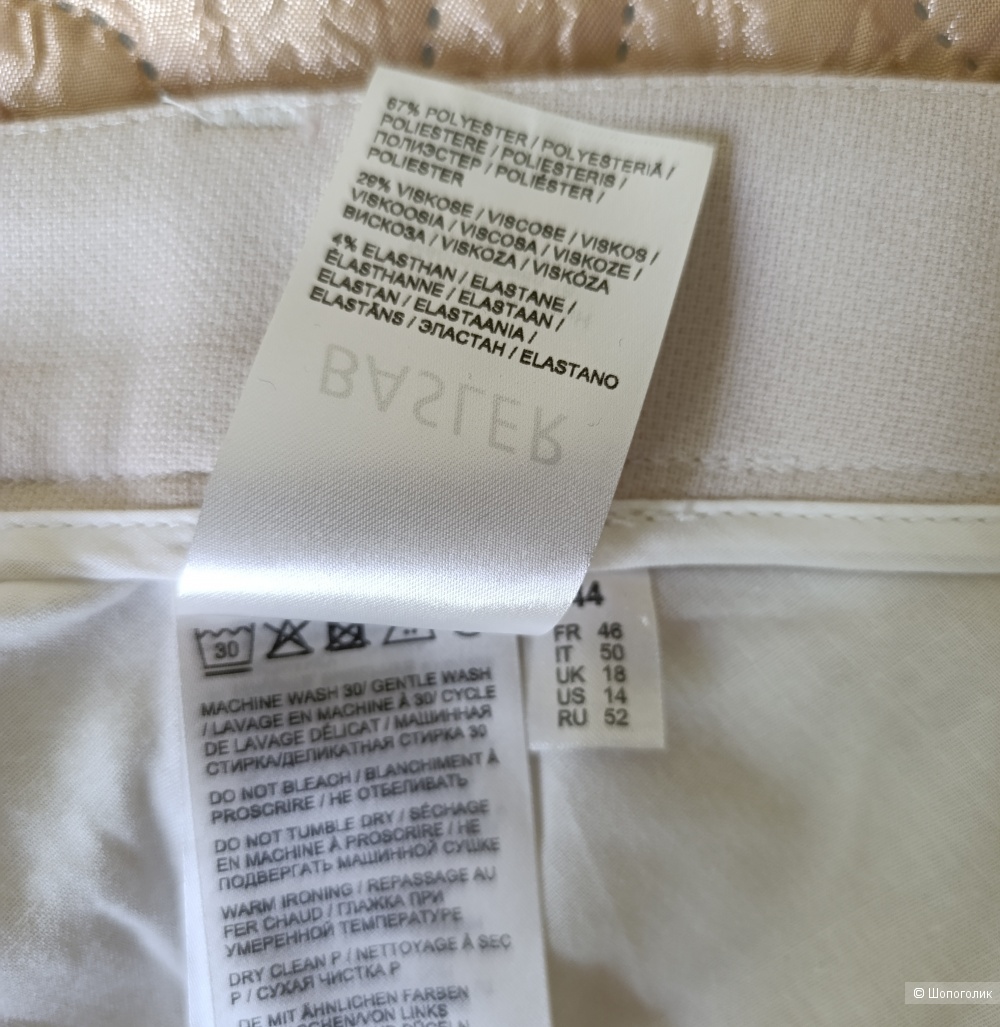 67% POLYESTER / POLYESTERIÄ /
POLIESTERE / POLIESTERIS /
ПОЛИЭСТЕР / POLIÉSTER /
POLIESTER
29% VISKOSE / VISCOSE / VISKOS /
VISKOOSIA / VISCOSA / VISKOZE /
ВИСКОЗА / VISKOZA / VISKÓZA
4% ELASTHAN / ELASTANE /
ÉLASTHANNE / ELASTAAN /
ELASTAN / ELASTAANIA /
ELASTĀNS / ЭЛАСТАН / ELASTANO
BASLER
44
FR 46
IT 50
UK 18
US 14
RU 52
30
MACHINE WASH 30/ GENTLE WASH
/ LAVAGE EN MACHINE À 30/ CYCLE
DE LAVAGE DÉLICAT / МАШИННАЯ
СТИРКА/ДЕЛИКАТНАЯ СТИРКА 30
DO NOT BLEACH / BLANCHIMENT À
PROSCRIRE / НЕ ОТБЕЛИВАТЬ
DO NOT TUMBLE DRY / SÉCHAGE
EN MACHINE À PROSCRIRE / НЕ
ПОДВЕРГАТЬ МАШИННОЙ СУШКЕ
WARM IRONING / REPASSAGE AU
FER CHAUD / ГЛАЖКА ПРИ
УМЕРЕННОЙ ТЕМПЕРАТУРЕ
DRY CLEAN P / NETTOYAGE À SEC
P / СУХАЯ ЧИСТКА P
DE MIT ÄHNLICHEN FARBEN
VON LINKS
© Шопоголик